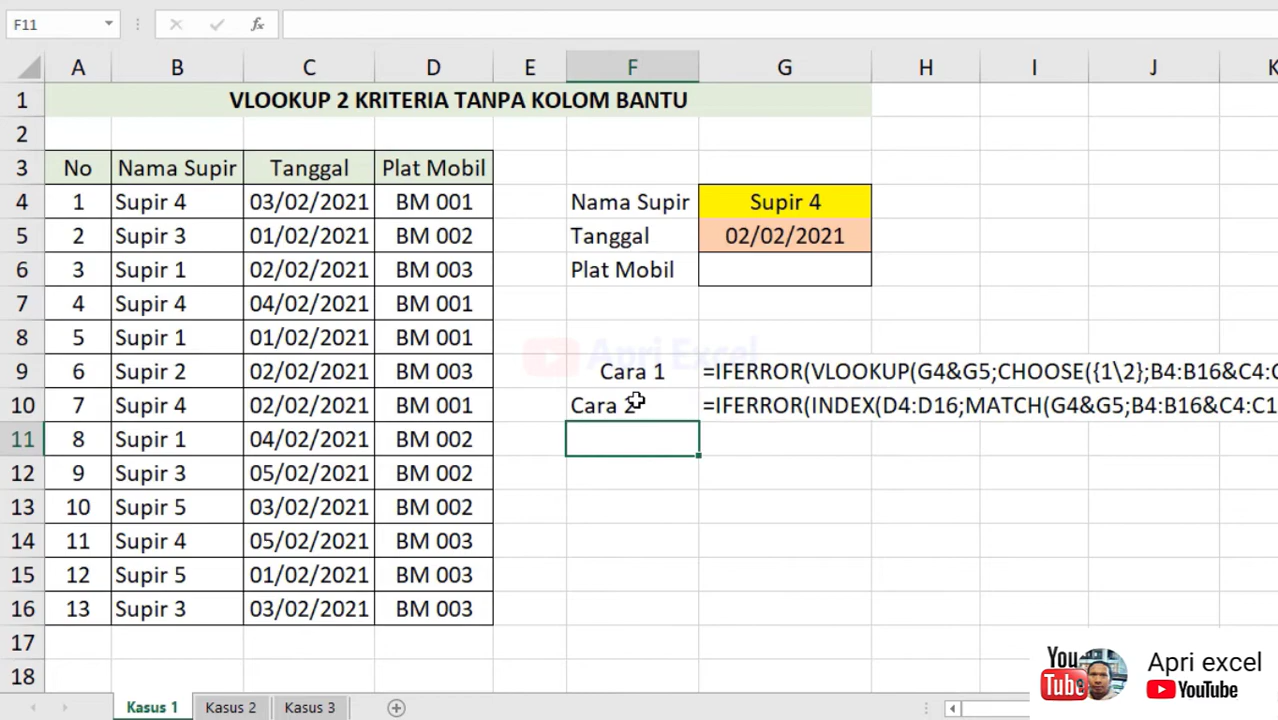 F11
fx
A B C D E F G H I J K
1 VLOOKUP 2 KRITERIA TANPA KOLOM BANTU
2
3 No Nama Supir Tanggal Plat Mobil
4 1 Supir 4 03/02/2021 BM 001 Nama Supir Supir 4
5 2 Supir 3 01/02/2021 BM 002 Tanggal 02/02/2021
6 3 Supir 1 02/02/2021 BM 003 Plat Mobil
7 4 Supir 4 04/02/2021 BM 001
8 5 Supir 1 01/02/2021 BM 001
Apri Excel
9 6 Supir 2 02/02/2021 BM 003 Cara 1 =IFERROR(VLOOKUP(G4&G5;CHOOSE({1\2};B4:B16&C4:C
10 7 Supir 4 02/02/2021 BM 001 Cara 2 =IFERROR(INDEX(D4:D16;MATCH(G4&G5;B4:B16&C4:C1
11 8 Supir 1 04/02/2021 BM 002
12 9 Supir 3 05/02/2021 BM 002
13 10 Supir 5 03/02/2021 BM 002
14 11 Supir 4 05/02/2021 BM 003
15 12 Supir 5 01/02/2021 BM 003
16 13 Supir 3 03/02/2021 BM 003
17
18
You Tube Apri excel
YouTube
Kasus 1 Kasus 2 Kasus 3